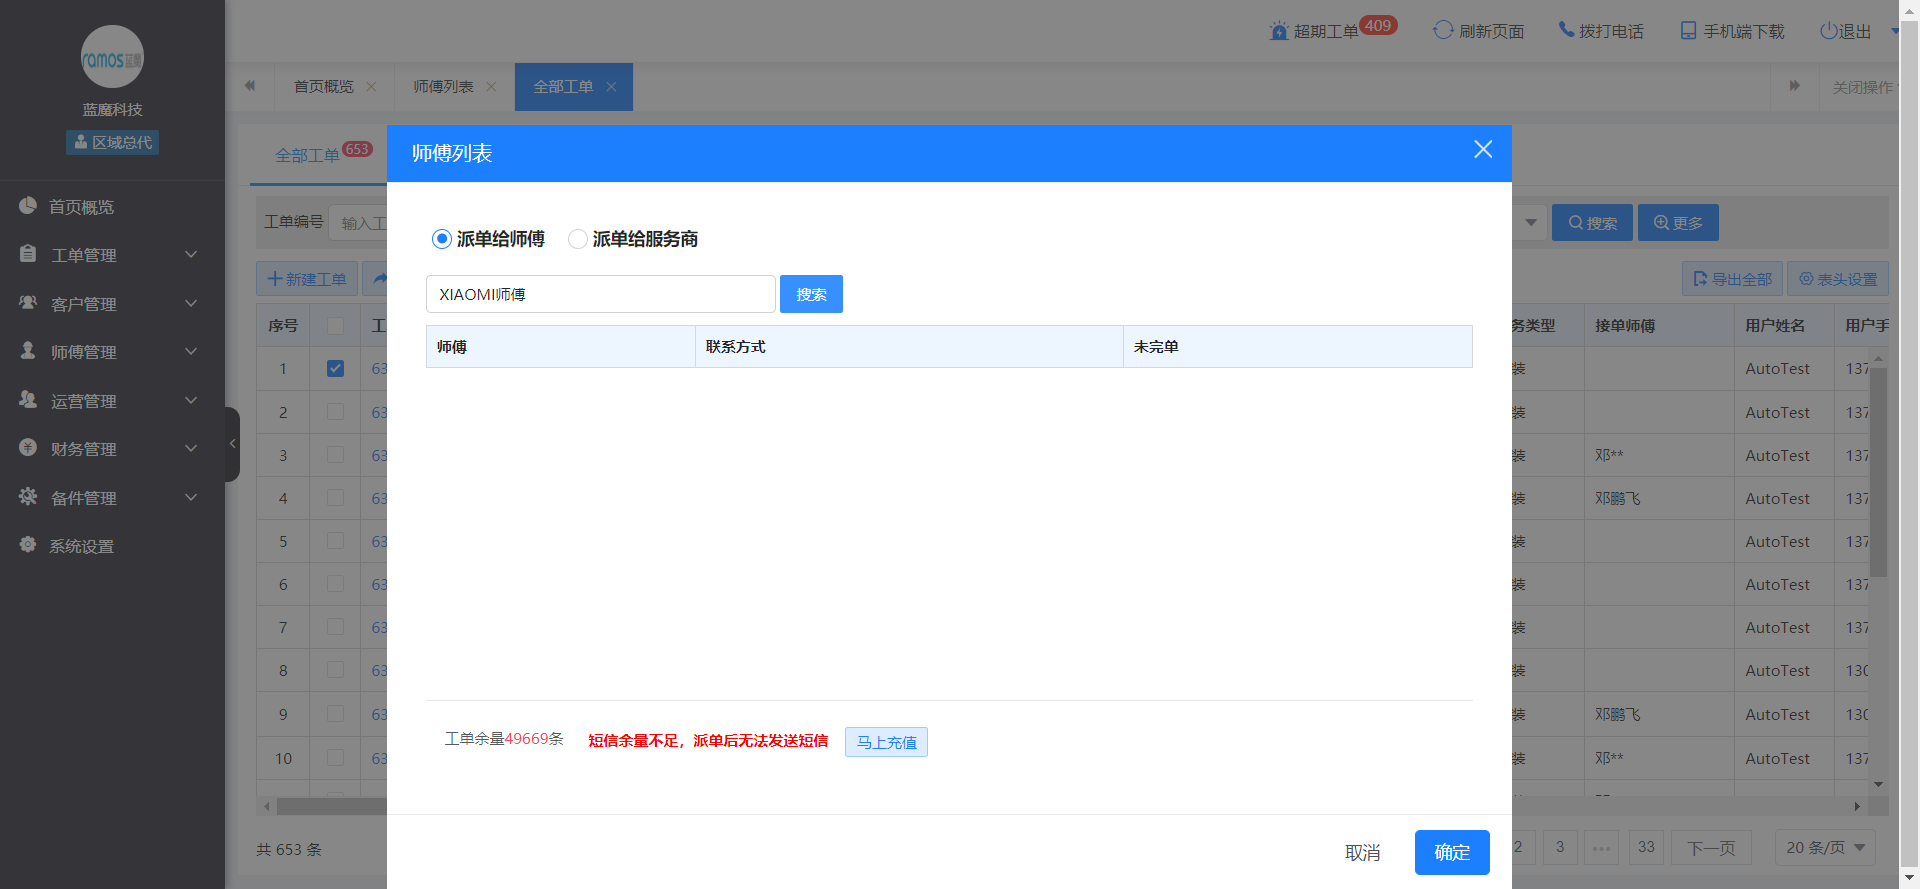 ramos蓝魔
蓝魔科技
区域总代
首页概览
工单管理
客户管理
师傅管理
运营管理
财务管理
备件管理
系统设置
超期工单 409 刷新页面 拨打电话 手机端下载 退出
首页概览 师傅列表 全部工单 关闭操作
全部工单 653
工单编号 输入工 搜索 更多
新建工单 导出全部 表头设置
序号 工 务类型 接单师傅 用户姓名 用户手
1 63 装 AutoTest 137
2 63 装 AutoTest 137
3 63 装 邓** AutoTest 137
4 63 装 邓鹏飞 AutoTest 137
5 63 装 AutoTest 137
6 63 装 AutoTest 137
7 63 装 AutoTest 137
8 63 装 AutoTest 130
9 63 装 邓鹏飞 AutoTest 130
10 63 装 邓** AutoTest 137
共 653 条 2 3 ••• 33 下一页 20 条/页
师傅列表
派单给师傅 派单给服务商
XIAOMI师傅 搜索
师傅 联系方式 未完单
工单余量49669条 短信余量不足，派单后无法发送短信 马上充值
取消 确定